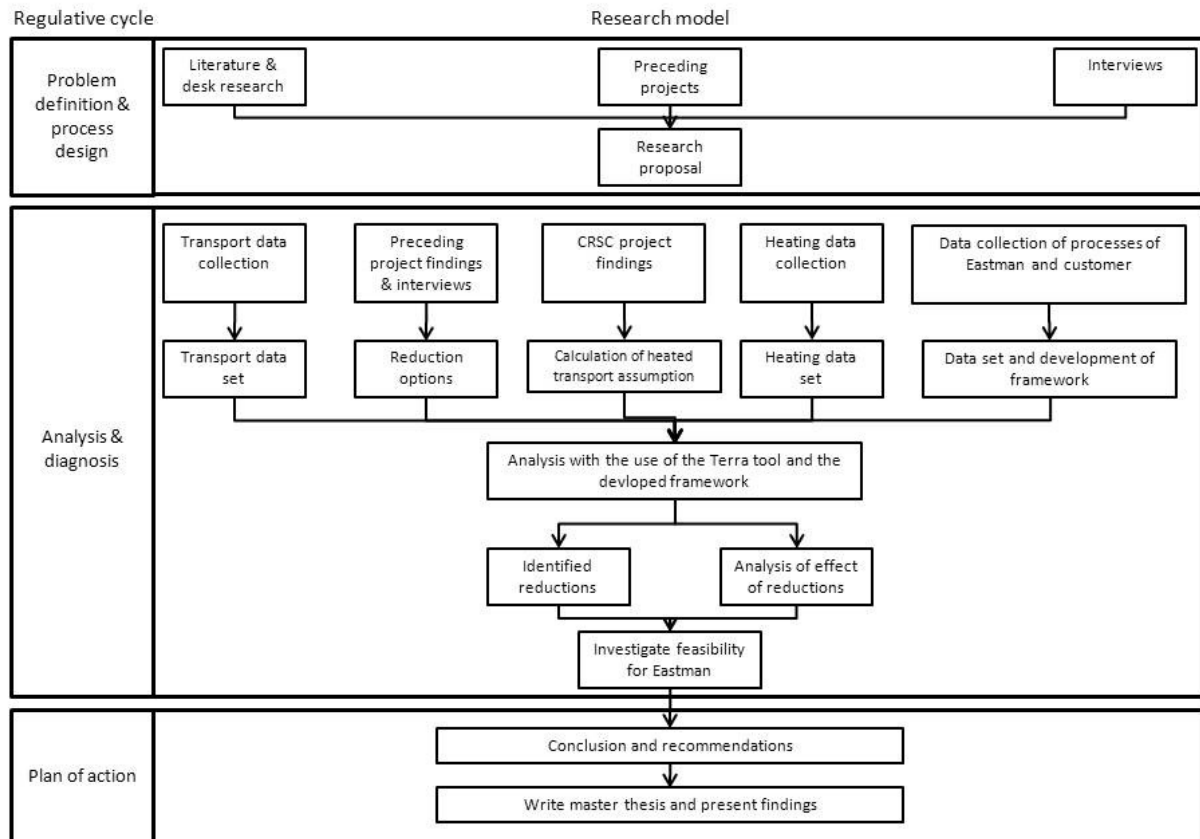 Regulative cycle
Research model
Problem
definition &
process
design
Literature &
desk research
Preceding
projects
Interviews
Research
proposal
Analysis &
diagnosis
Transport data
collection
Preceding
project findings
& interviews
CRSC project
findings
Heating data
collection
Data collection of processes of
Eastman and customer
Transport data
set
Reduction
options
Calculation of heated
transport assumption
Heating data
set
Data set and development of
framework
Analysis with the use of the Terra tool and the
devloped framework
Identified
reductions
Analysis of effect
of reductions
Investigate feasibility
for Eastman
Plan of action
Conclusion and recommendations
Write master thesis and present findings